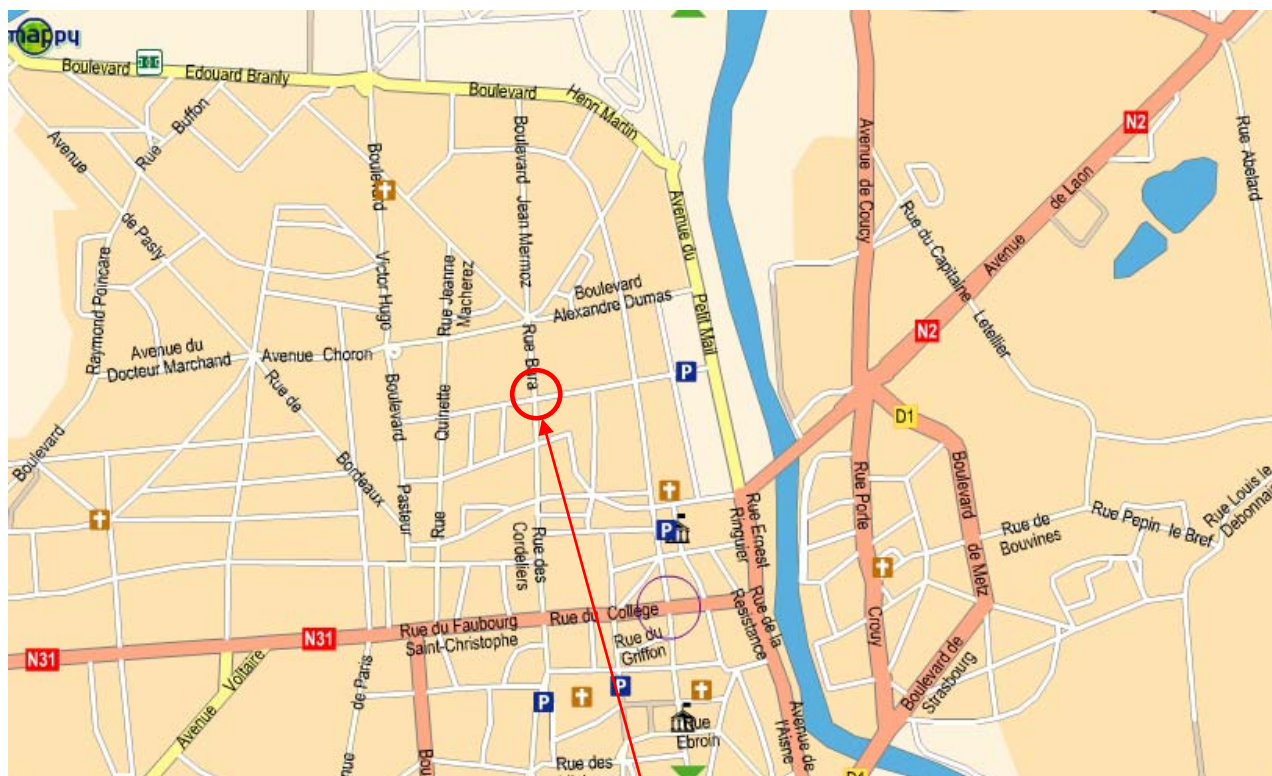 mappy
Boulevard
Edouard Branly
Boulevard
Henri Martin
Rue Buffon
Avenue
de Pasly
Boulevard
Victor Hugo
Boulevard
Jean Mermoz
Avenue du
Petit Mail
Avenue de Coucy
N2
Rue Abelard
Avenue
de Laon
Rue du Capitaine
Letellier
N2
Raymond Poincare
Boulevard
Rue Jeanne
Macherez
Boulevard
Alexandre Dumas
Avenue du
Docteur Marchand
Avenue Choron
Rue Bara
P
Rue de
Bordeaux
Boulevard
Pasteur
Quinette
Rue
D1
Boulevard
de Metz
Rue Porte
Crouy
Rue de
Bouvines
Rue Pepin le Bref
Rue Louis le
P
Rue des
Cordeliers
Rue Ernest
Ringuier
Rue de la
Resistance
Rue du Faubourg
Saint-Christophe
Rue du College
N31
N31
Rue du
Griffon
Avenue
Voltaire
de Paris
P
P
Rue
Ebroin
Avenue de
l'Aisne
Boulevard de
Strasbourg
Rue des